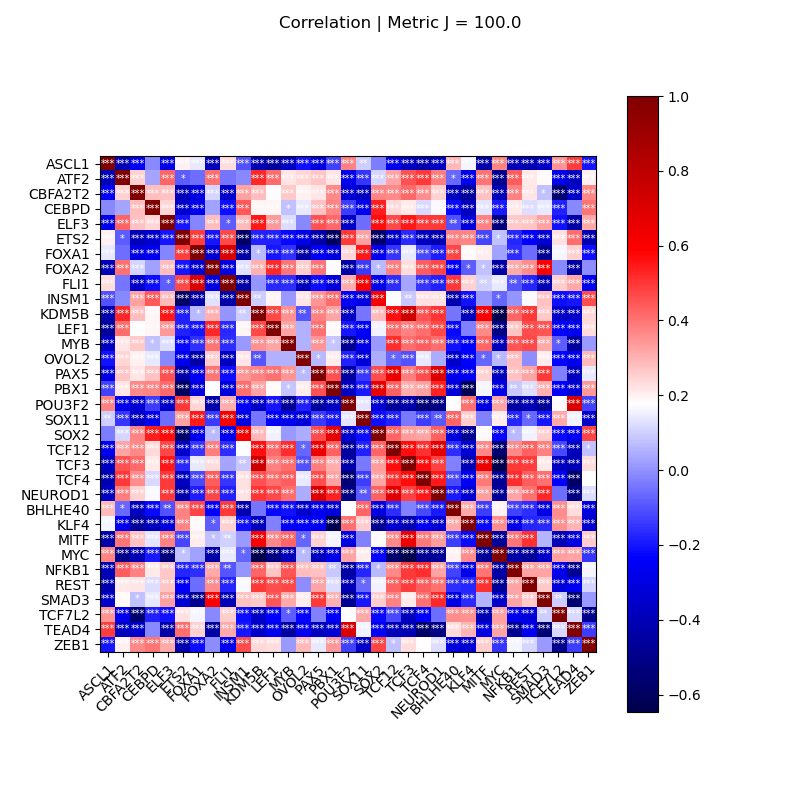 Correlation | Metric J = 100.0
ASCL1
ATF2
CBFA2T2
CEBPD
ELF3
ETS2
FOXA1
FOXA2
FLI1
INSM1
KDM5B
LEF1
MYB
OVOL2
PAX5
PBX1
POU3F2
SOX11
SOX2
TCF12
TCF3
TCF4
NEUROD1
BHLHE40
KLF4
MITF
MYC
NFKB1
REST
SMAD3
TCF7L2
TEAD4
ZEB1
ASCL1
ATF2
CBFA2T2
CEBPD
ELF3
ETS2
FOXA1
FOXA2
FLI1
INSM1
KDM5B
LEF1
MYB
OVOL2
PAX5
PBX1
POU3F2
SOX11
SOX2
TCF12
TCF3
TCF4
NEUROD1
BHLHE40
KLF4
MITF
MYC
NFKB1
REST
SMAD3
TCF7L2
TEAD4
ZEB1
1.0
0.8
0.6
0.4
0.2
0.0
−0.2
−0.4
−0.6